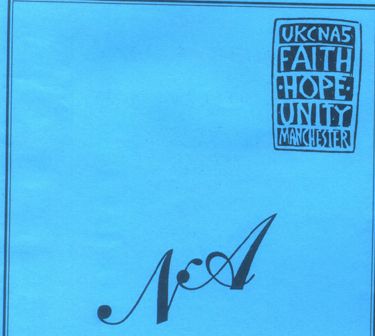 UKCNA5
FAITH
·HOPE·
UNITY
MANCHESTER
NA